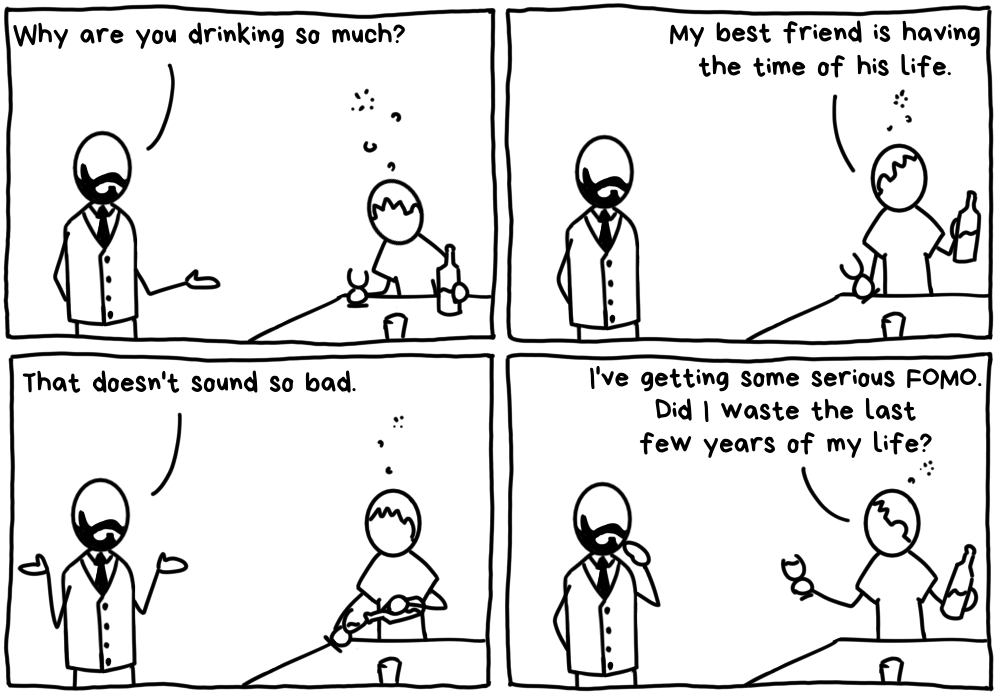 Why are you drinking so much?
My best friend is having
the time of his life.
That doesn't sound so bad.
I've getting some serious FOMO.
Did I waste the last
few years of my life?